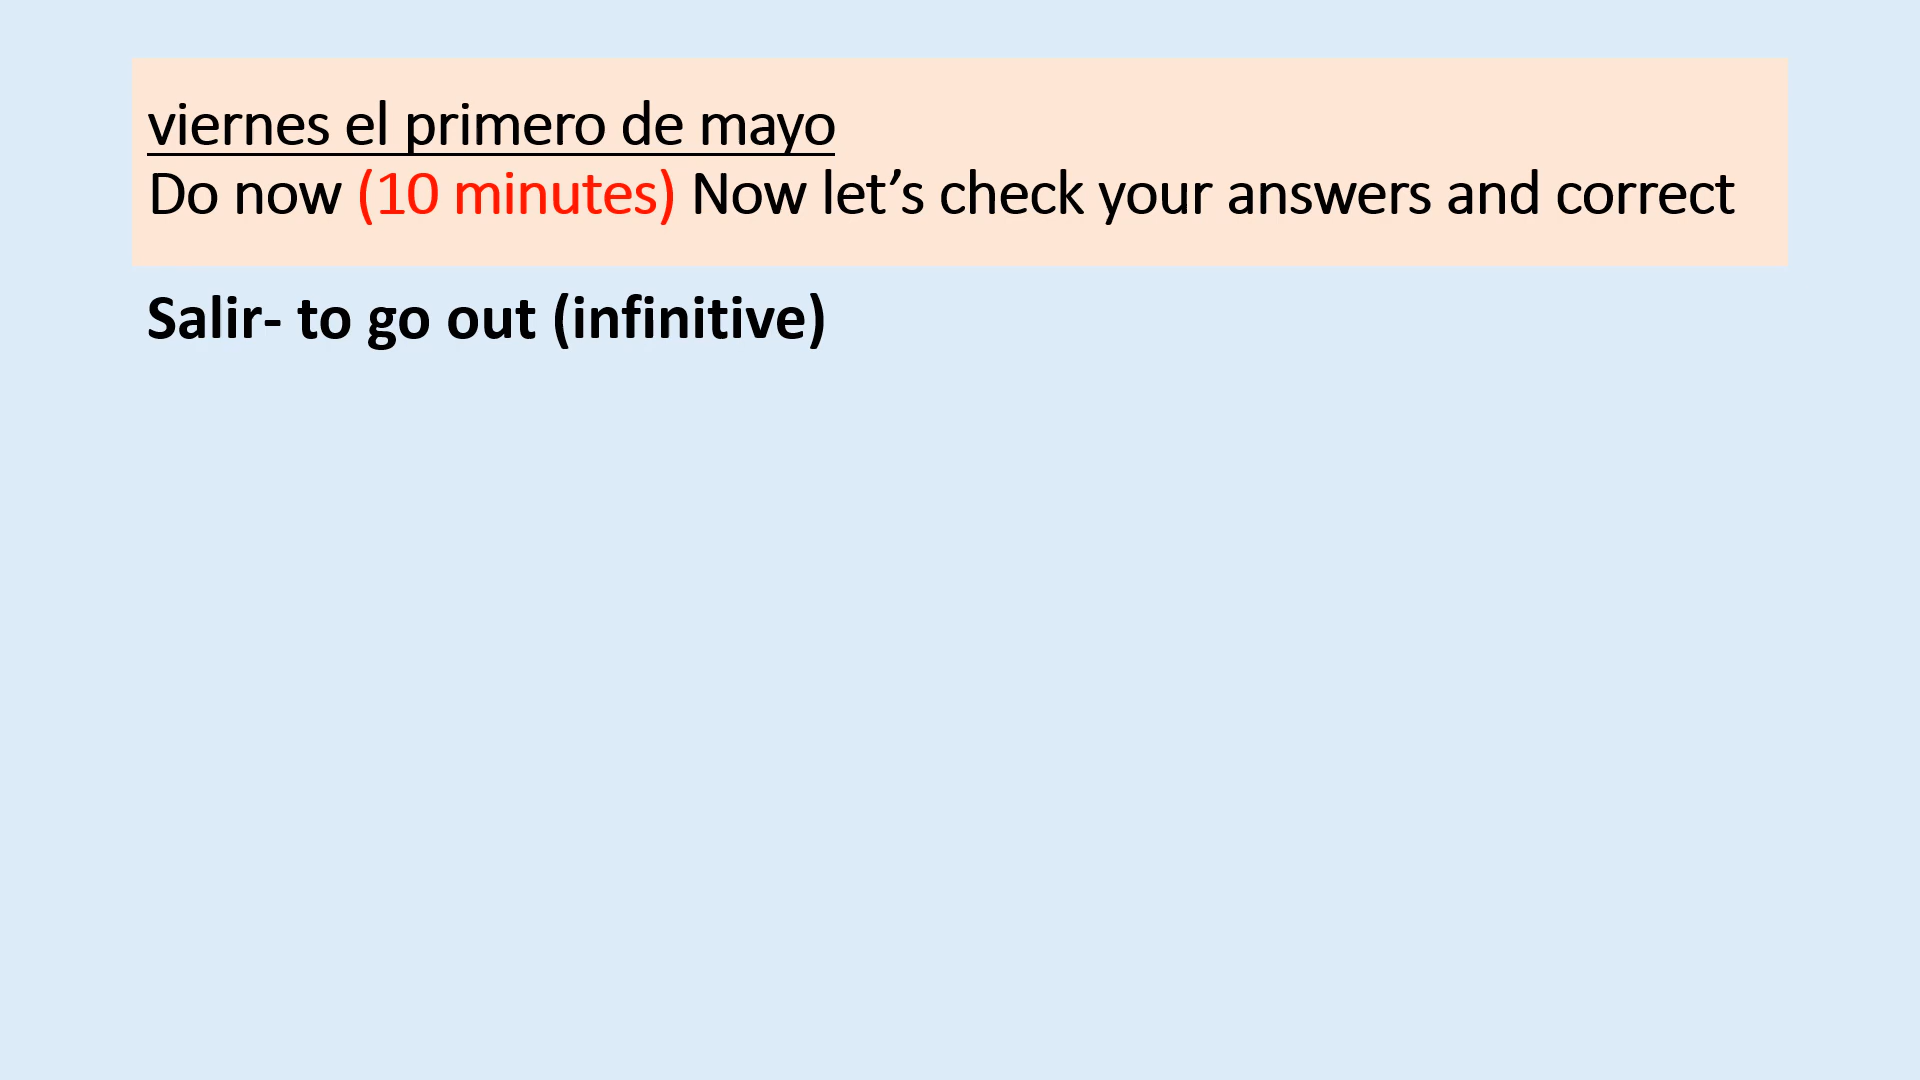 viernes el primero de mayo
Do now (10 minutes) Now let’s check your answers and correct
Salir- to go out (infinitive)